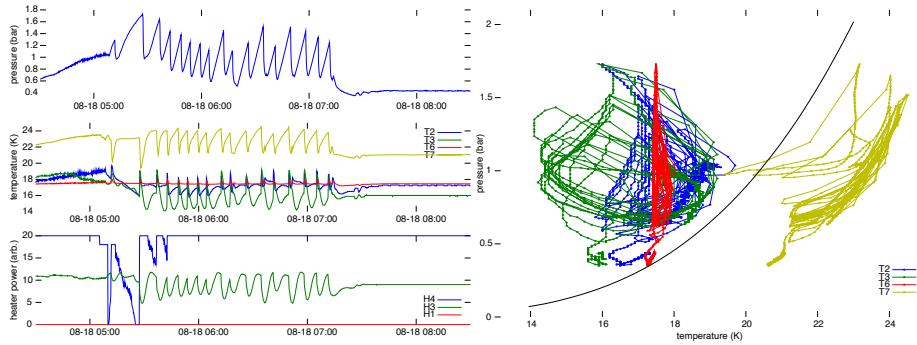 pressure (bar)
1.8
1.6
1.4
1.2
1
0.8
0.6
0.4
08-18 05:00 08-18 06:00 08-18 07:00 08-18 08:00
temperature (K)
24
22
20
18
16
14
T2
T3
T6
T7
08-18 05:00 08-18 06:00 08-18 07:00 08-18 08:00
heater power (arb.)
20
15
10
5
0
H4
H3
H1
08-18 05:00 08-18 06:00 08-18 07:00 08-18 08:00
pressure (bar)
2
1.5
1
0.5
0
T2
T3
T6
T7
14 16 18 20 22 24
temperature (K)